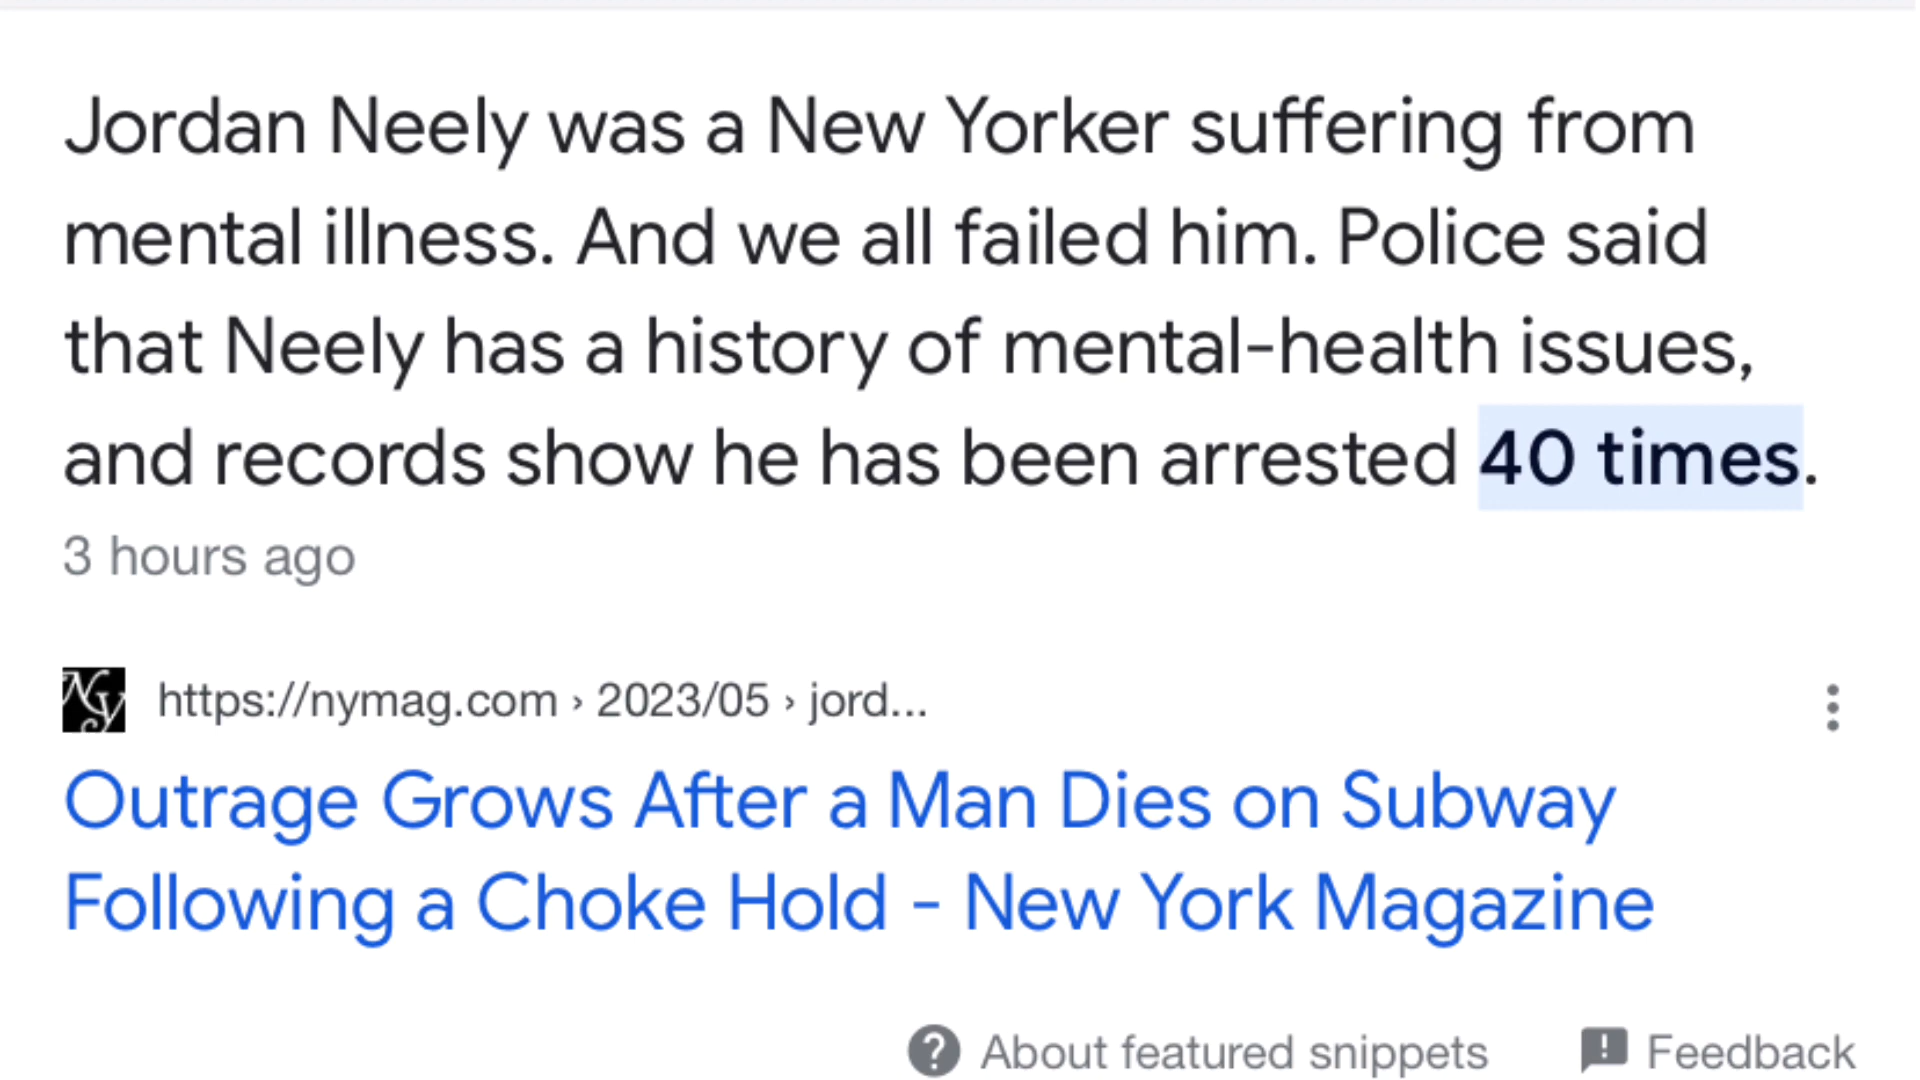 Jordan Neely was a New Yorker suffering from
mental illness. And we all failed him. Police said
that Neely has a history of mental-health issues,
and records show he has been arrested 40 times.
3 hours ago
NY
https://nymag.com › 2023/05 › jord...
Outrage Grows After a Man Dies on Subway
Following a Choke Hold - New York Magazine
About featured snippets
Feedback